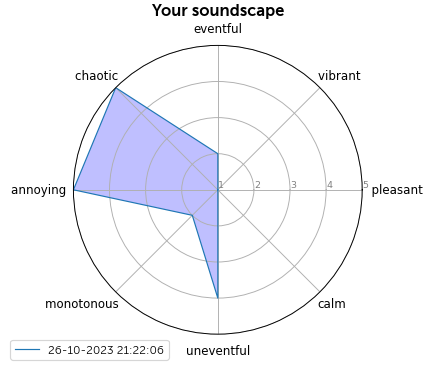 Your soundscape
eventful
chaotic
vibrant
annoying
1 2 3 4 5
pleasant
monotonous
calm
uneventful
26-10-2023 21:22:06